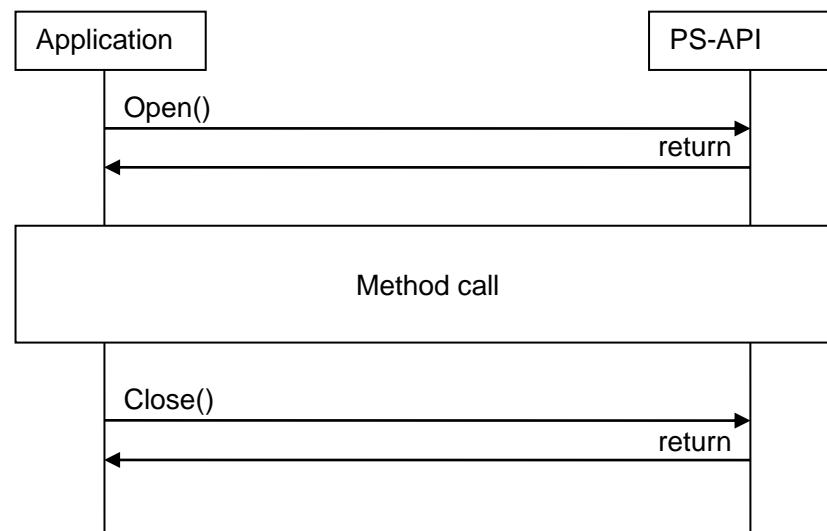 Application
PS-API
Open()
return
Method call
Close()
return